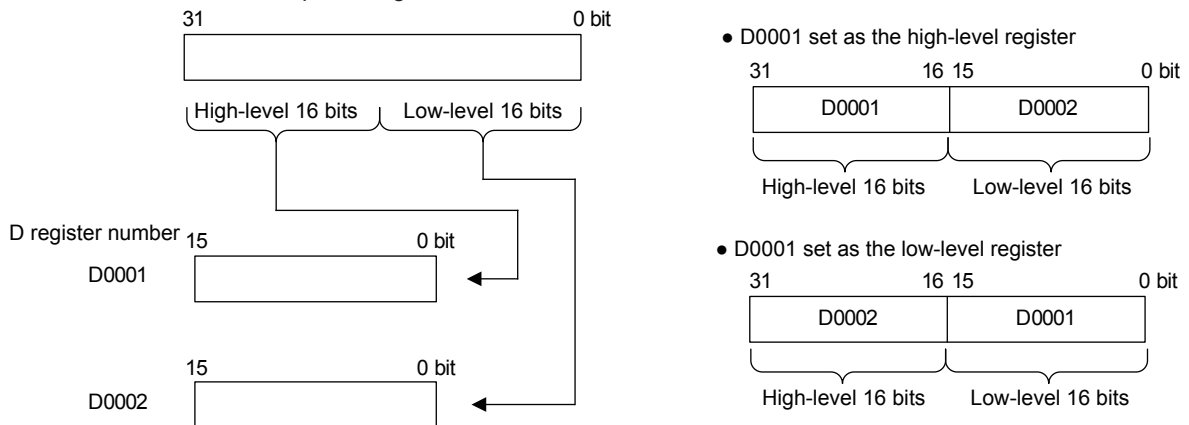 31 0 bit
High-level 16 bits Low-level 16 bits
D register number
15 0 bit
D0001
15 0 bit
D0002
● D0001 set as the high-level register
31 16 15 0 bit
D0001 D0002
High-level 16 bits Low-level 16 bits
● D0001 set as the low-level register
31 16 15 0 bit
D0002 D0001
High-level 16 bits Low-level 16 bits